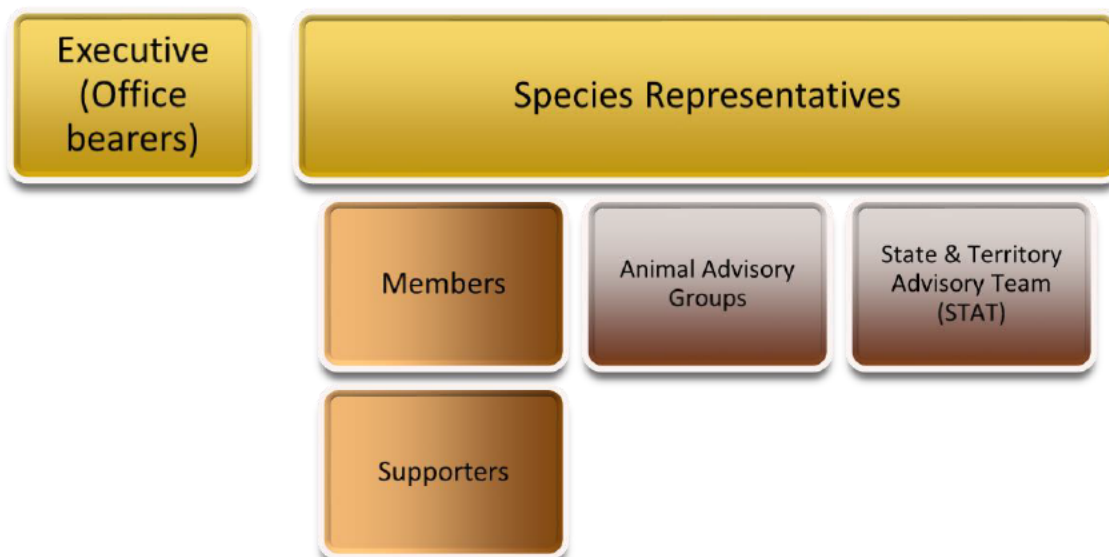 Executive
(Office
bearers)
Species Representatives
Members
Animal Advisory
Groups
State & Territory
Advisory Team
(STAT)
Supporters